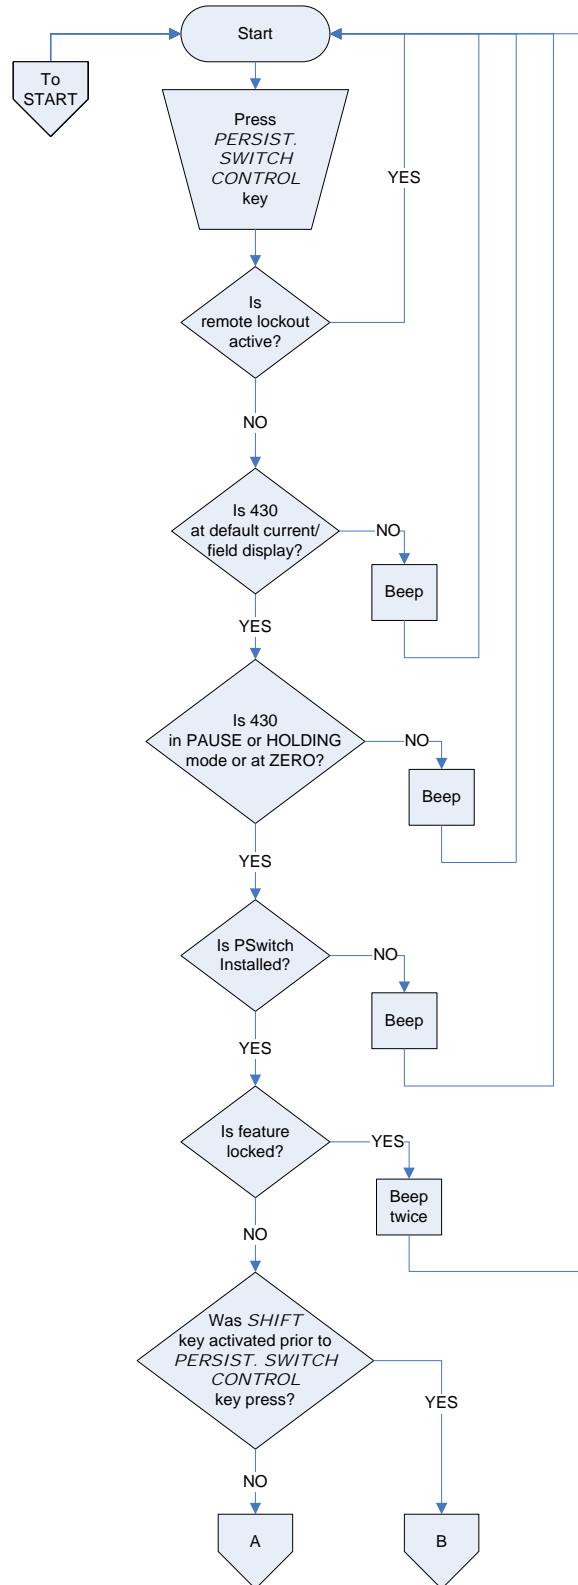 Start
To
START
Press
PERSIST.
SWITCH
CONTROL
key
YES
Is
remote lockout
active?
NO
Is 430
at default current/
field display?
NO
Beep
YES
Is 430
in PAUSE or HOLDING
mode or at ZERO?
NO
Beep
YES
Is PSwitch
Installed?
NO
Beep
YES
Is feature
locked?
YES
Beep
twice
NO
Was SHIFT
key activated prior to
PERSIST. SWITCH
CONTROL
key press?
YES
NO
A
B